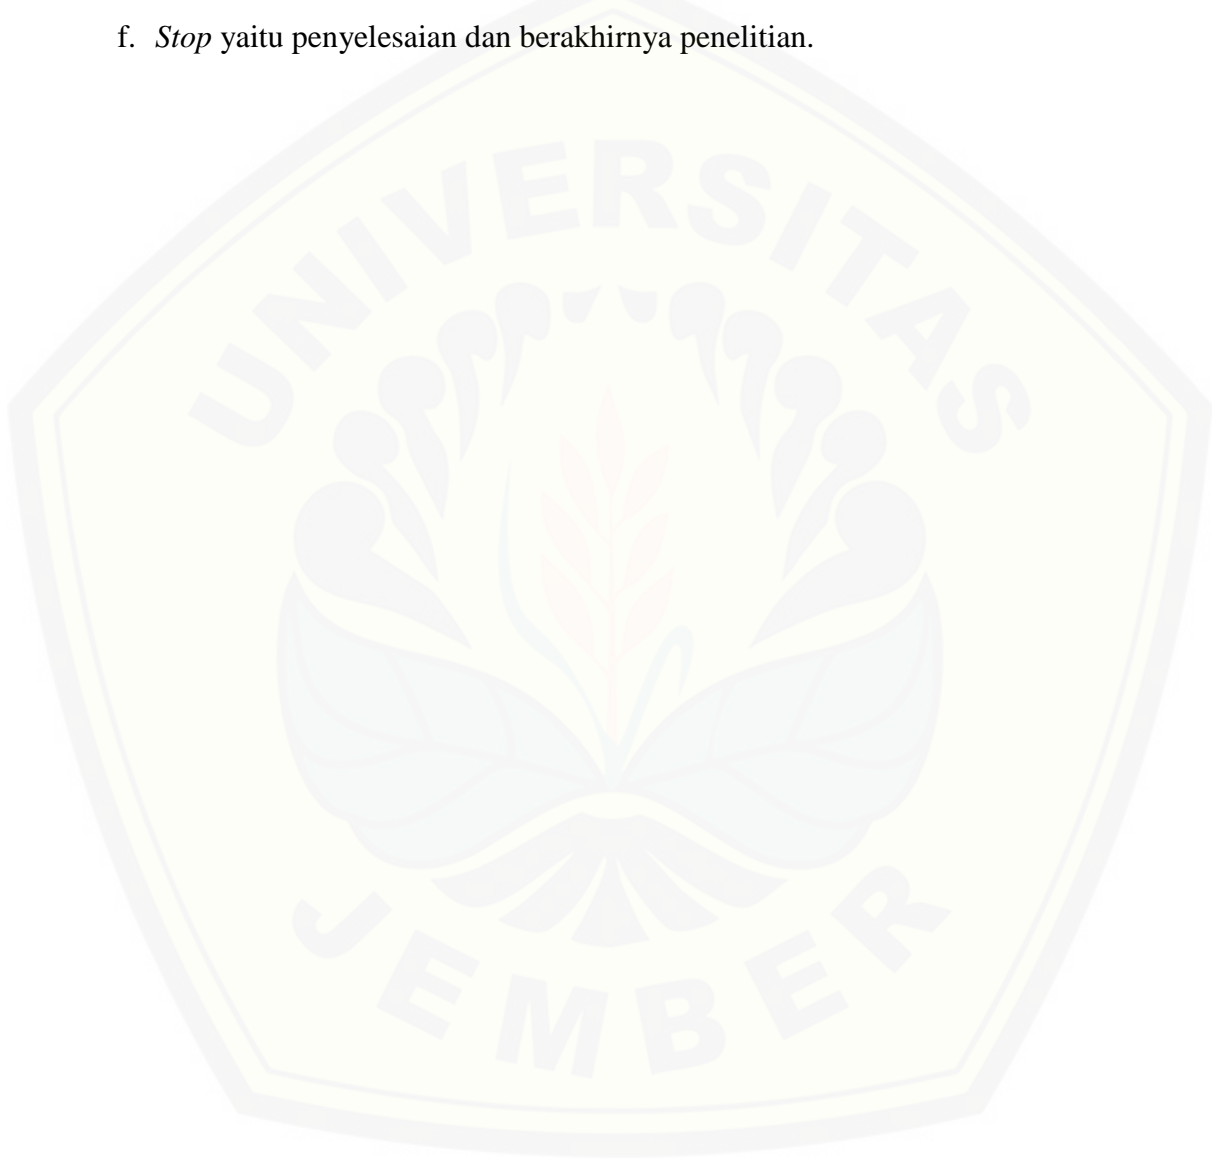 f. Stop yaitu penyelesaian dan berakhirnya penelitian.
UNIVERSITAS
JEMBER